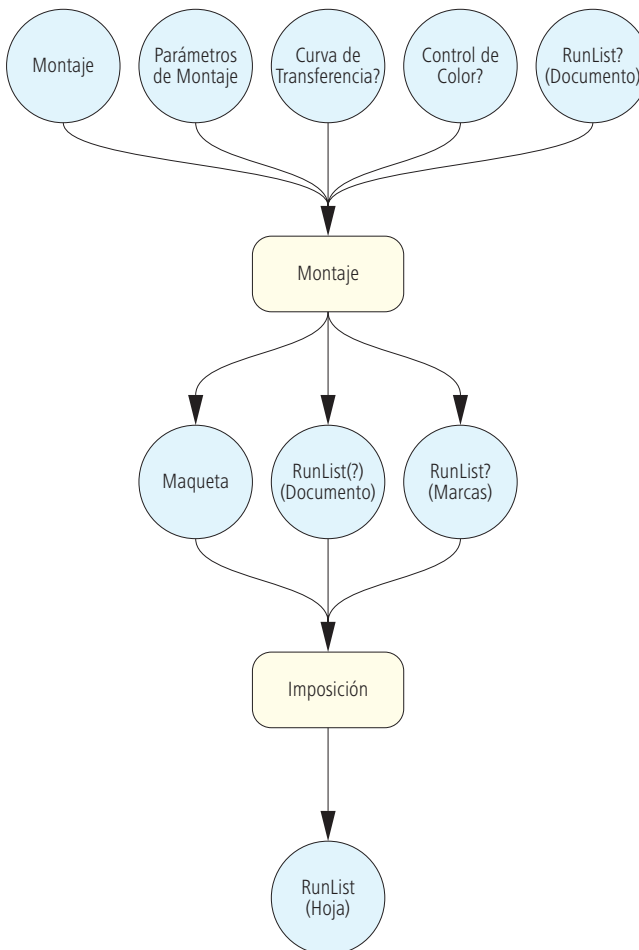 Montaje
Parámetros
de Montaje
Curva de
Transferencia?
Control de
Color?
RunList?
(Documento)
Montaje
Maqueta
RunList(?)
(Documento)
RunList?
(Marcas)
Imposición
RunList
(Hoja)